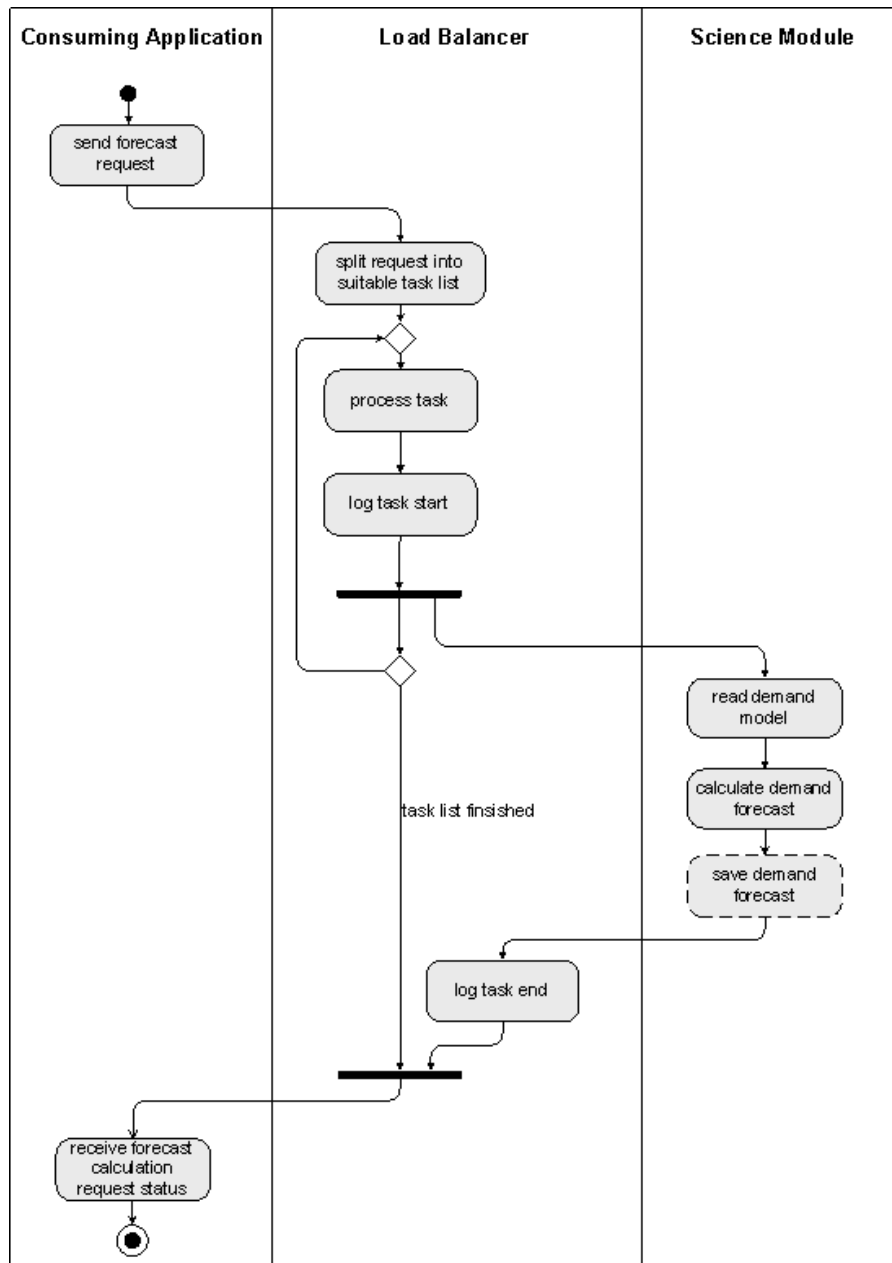 Consuming Application
Load Balancer
Science Module
send forecast
request
split request into
suitable task list
process task
log task start
read demand
model
calculate demand
forecast
task list finsished
save demand
forecast
log task end
receive forecast
calculation
request status